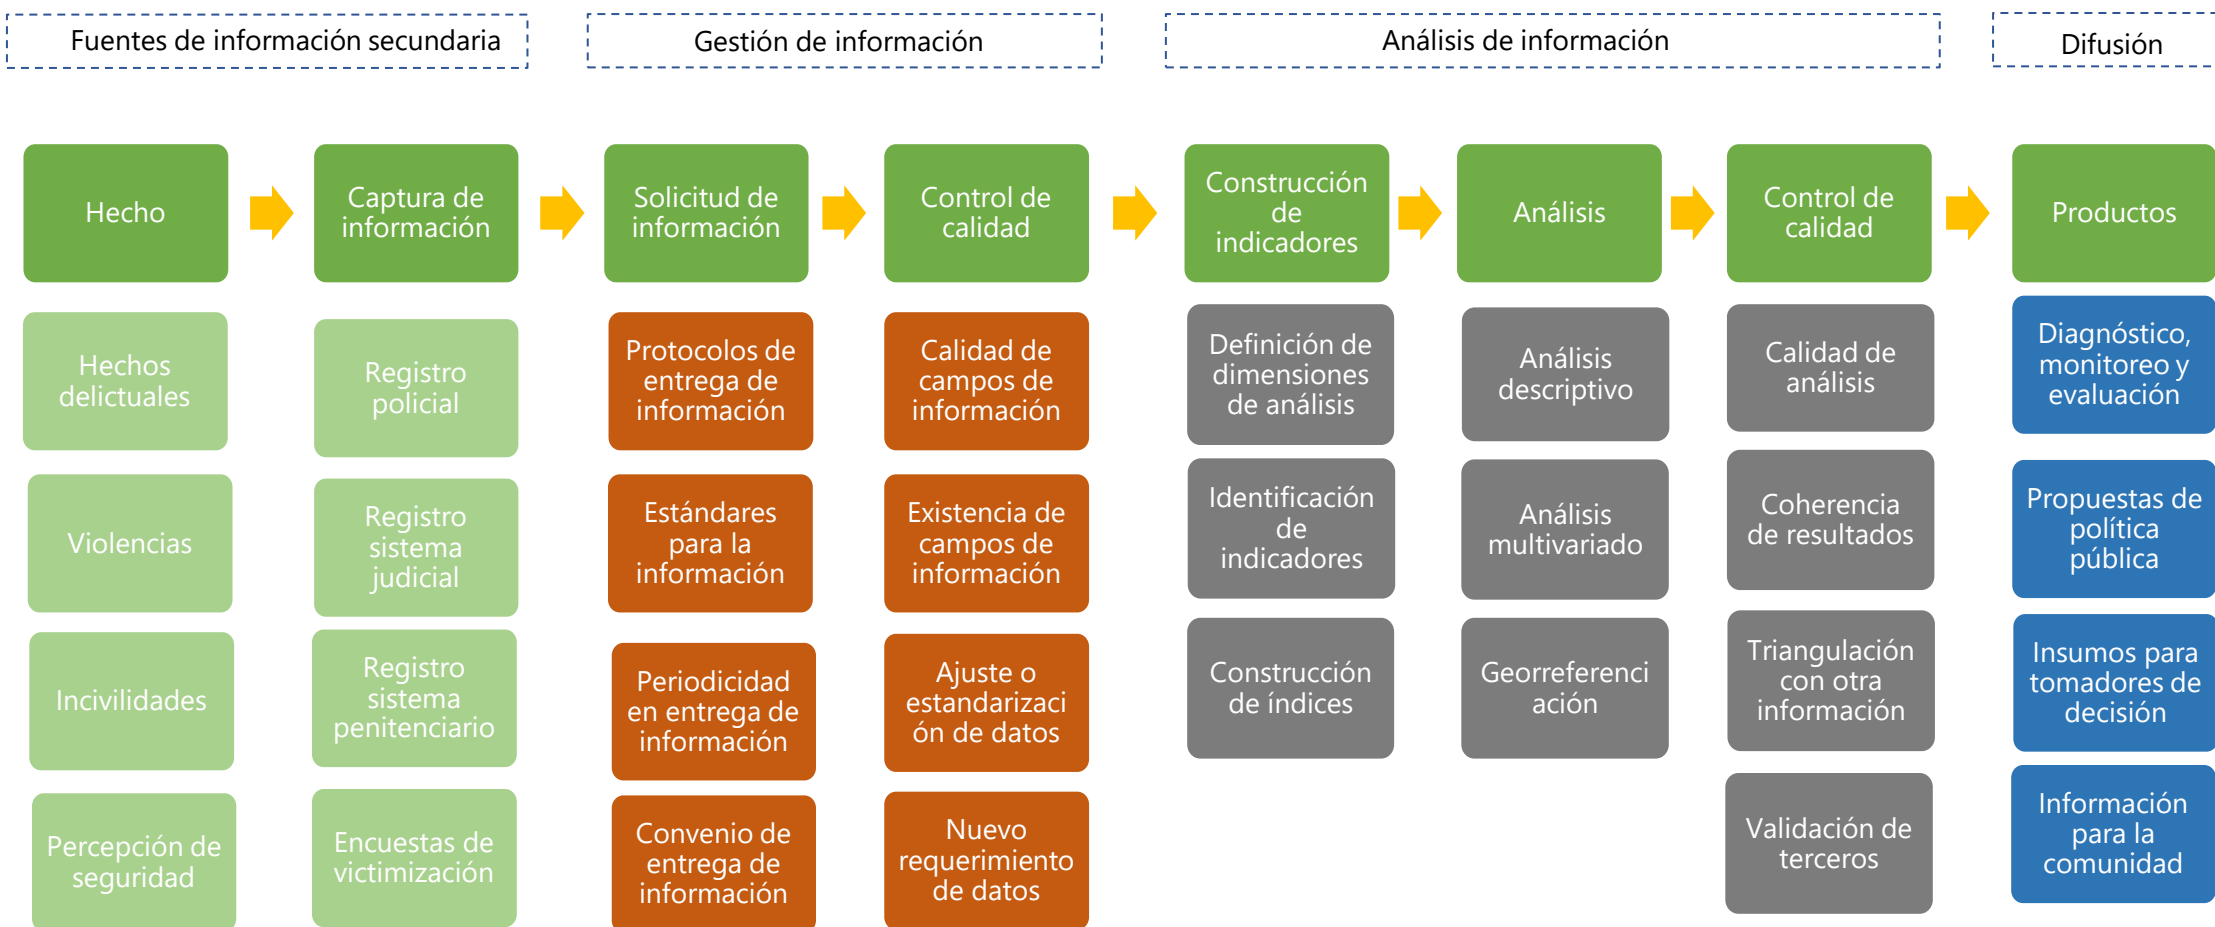 Fuentes de información secundaria
Gestión de información
Análisis de información
Difusión
Hecho
Captura de
información
Solicitud de
información
Control de
calidad
Construcción
de
indicadores
Análisis
Control de
calidad
Productos
Hechos
delictuales
Violencias
Incivilidades
Percepción de
seguridad
Registro
policial
Registro
sistema
judicial
Registro
sistema
penitenciario
Encuestas de
victimización
Protocolos de
entrega de
información
Estándares
para la
información
Periodicidad
en entrega de
información
Convenio de
entrega de
información
Calidad de
campos de
información
Existencia de
campos de
información
Ajuste o
estandarizaci
ón de datos
Nuevo
requerimiento
de datos
Definición de
dimensiones
de análisis
Identificación
de
indicadores
Construcción
de índices
Análisis
descriptivo
Análisis
multivariado
Georreferenci
ación
Calidad de
análisis
Coherencia
de resultados
Triangulación
con otra
información
Validación de
terceros
Diagnóstico,
monitoreo y
evaluación
Propuestas de
política
pública
Insumos para
tomadores de
decisión
Información
para la
comunidad